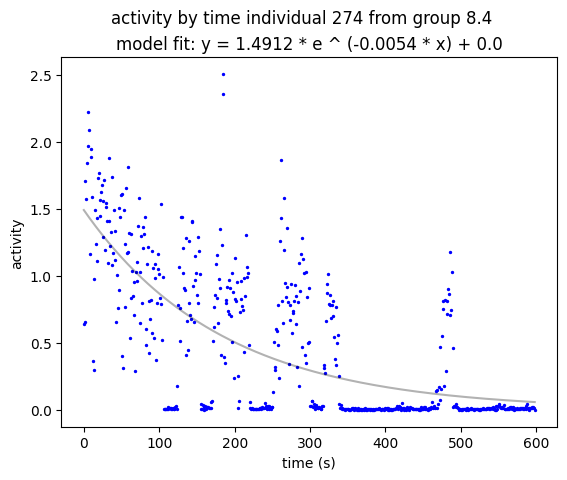 activity by time individual 274 from group 8.4
model fit: y = 1.4912 * e ^ (-0.0054 * x) + 0.0
2.5
2.0
1.5
1.0
0.5
0.0
activity
0 100 200 300 400 500 600
time (s)